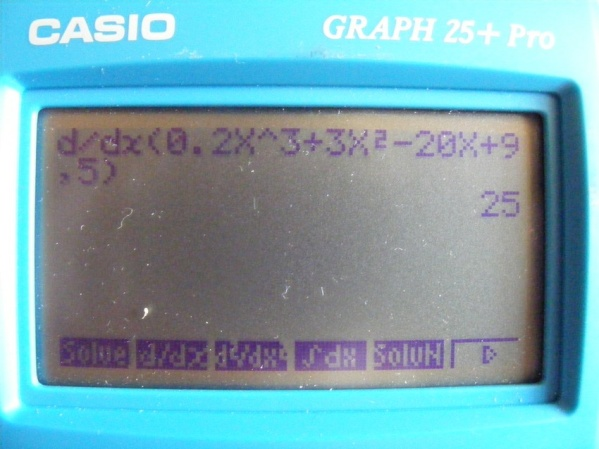 CASIO GRAPH 25+ Pro
d/dx(0.2X^3+3X²-20X+9
,5)
25
Solve d/dx d²/dx² ∫dx SolvN ▷